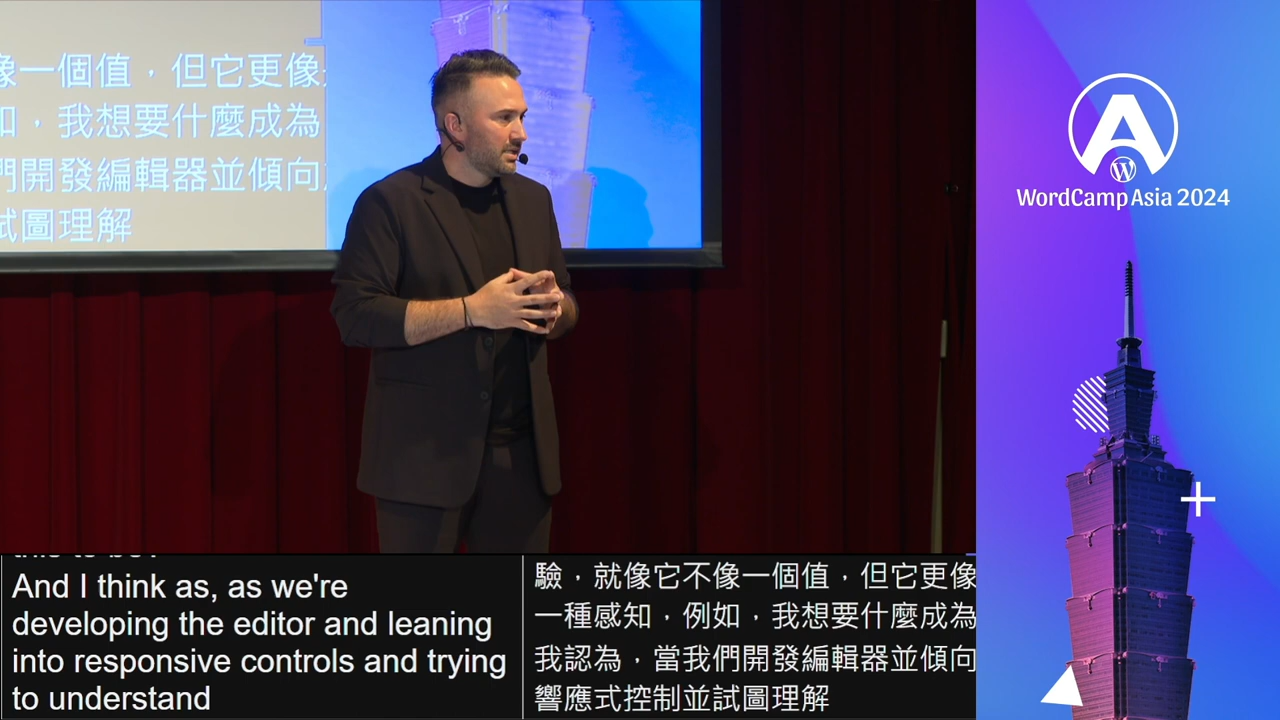 像一個值，但它更像
如，我想要什麼成為
們開發編輯器並傾向
試圖理解
WordCamp Asia 2024
this to be?
And I think as, as we're
developing the editor and leaning
into responsive controls and trying
to understand
驗，就像它不像一個值，但它更像
一種感知，例如，我想要什麼成為
我認為，當我們開發編輯器並傾向
響應式控制並試圖理解